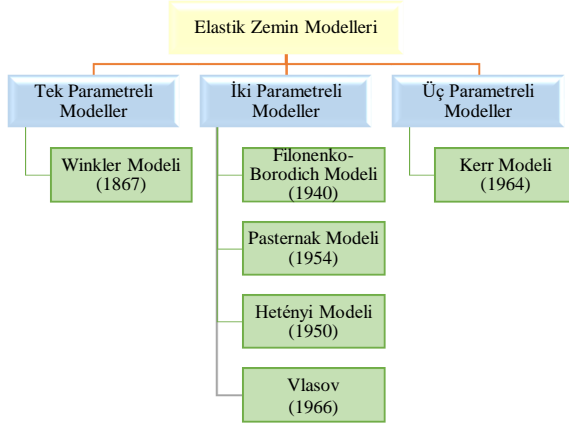 Elastik Zemin Modelleri
Tek Parametreli
Modeller
Winkler Modeli
(1867)
İki Parametreli
Modeller
Filonenko-
Borodich Modeli
(1940)
Pasternak Modeli
(1954)
Hetényi Modeli
(1950)
Vlasov
(1966)
Üç Parametreli
Modeller
Kerr Modeli
(1964)